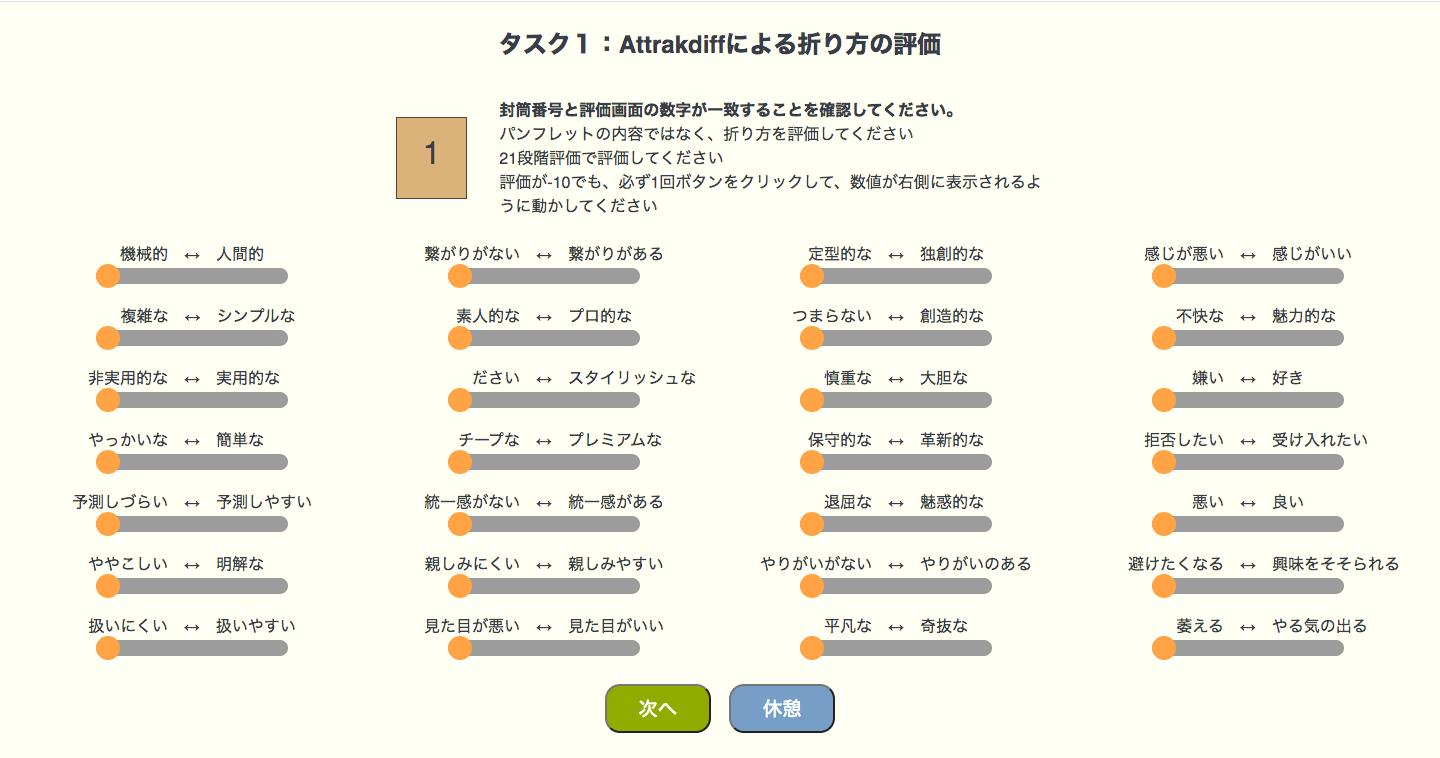 タスク１：Attrakdiffによる折り方の評価
1
封筒番号と評価画面の数字が一致することを確認してください。
パンフレットの内容ではなく、折り方を評価してください
21段階評価で評価してください
評価が-10でも、必ず1回ボタンをクリックして、数値が右側に表示されるよ
うに動かしてください
機械的 ↔ 人間的
繋がりがない ↔ 繋がりがある
定型的な ↔ 独創的な
感じが悪い ↔ 感じがいい
複雑な ↔ シンプルな
素人的な ↔ プロ的な
つまらない ↔ 創造的な
不快な ↔ 魅力的な
非実用的な ↔ 実用的な
ださい ↔ スタイリッシュな
慎重な ↔ 大胆な
嫌い ↔ 好き
やっかいな ↔ 簡単な
チープな ↔ プレミアムな
保守的な ↔ 革新的な
拒否したい ↔ 受け入れたい
予測しづらい ↔ 予測しやすい
統一感がない ↔ 統一感がある
退屈な ↔ 魅惑的な
悪い ↔ 良い
ややこしい ↔ 明解な
親しみにくい ↔ 親しみやすい
やりがいがない ↔ やりがいのある
避けたくなる ↔ 興味をそそられる
扱いにくい ↔ 扱いやすい
見た目が悪い ↔ 見た目がいい
平凡な ↔ 奇抜な
萎える ↔ やる気の出る
次へ
休憩